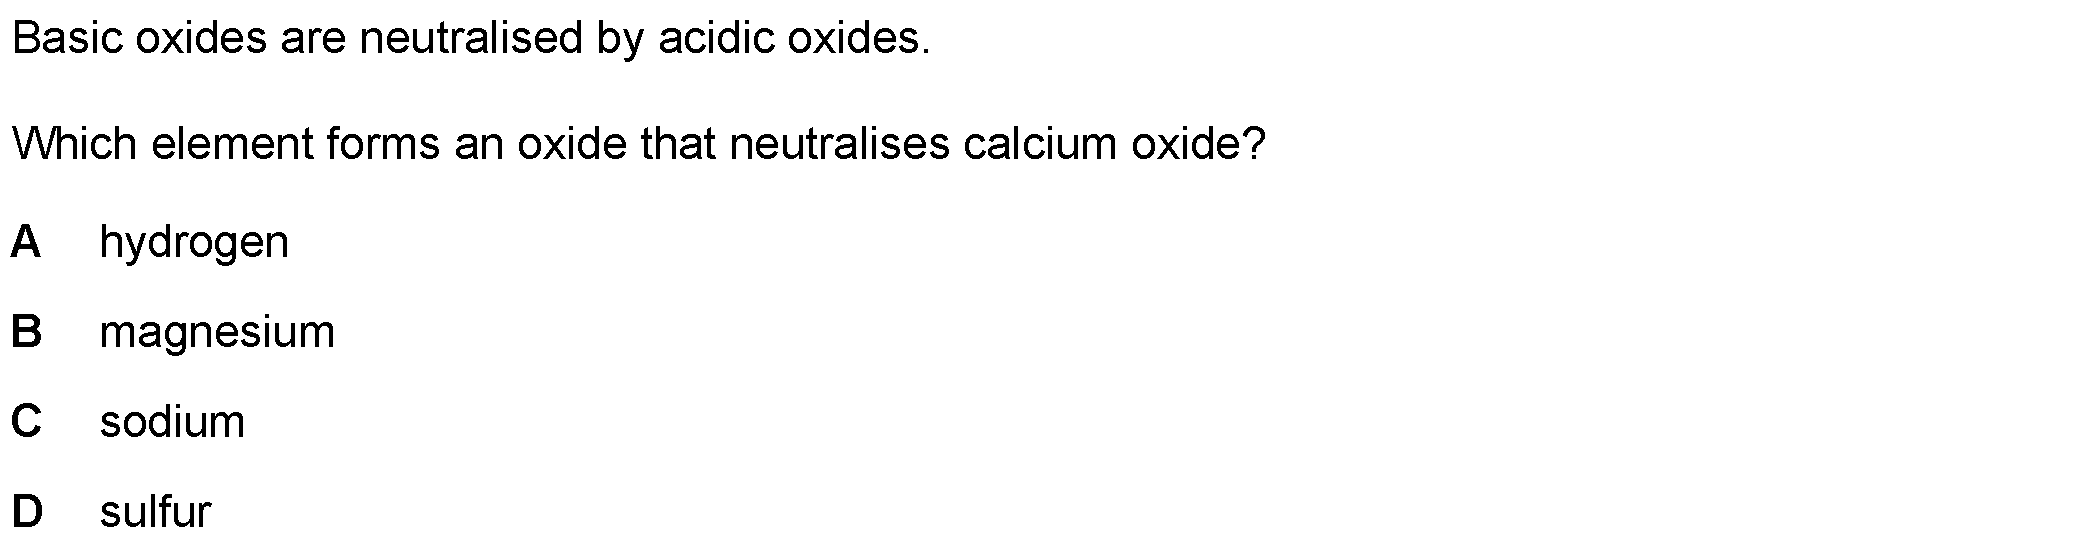 Basic oxides are neutralised by acidic oxides.
Which element forms an oxide that neutralises calcium oxide?
A hydrogen
B magnesium
C sodium
D sulfur